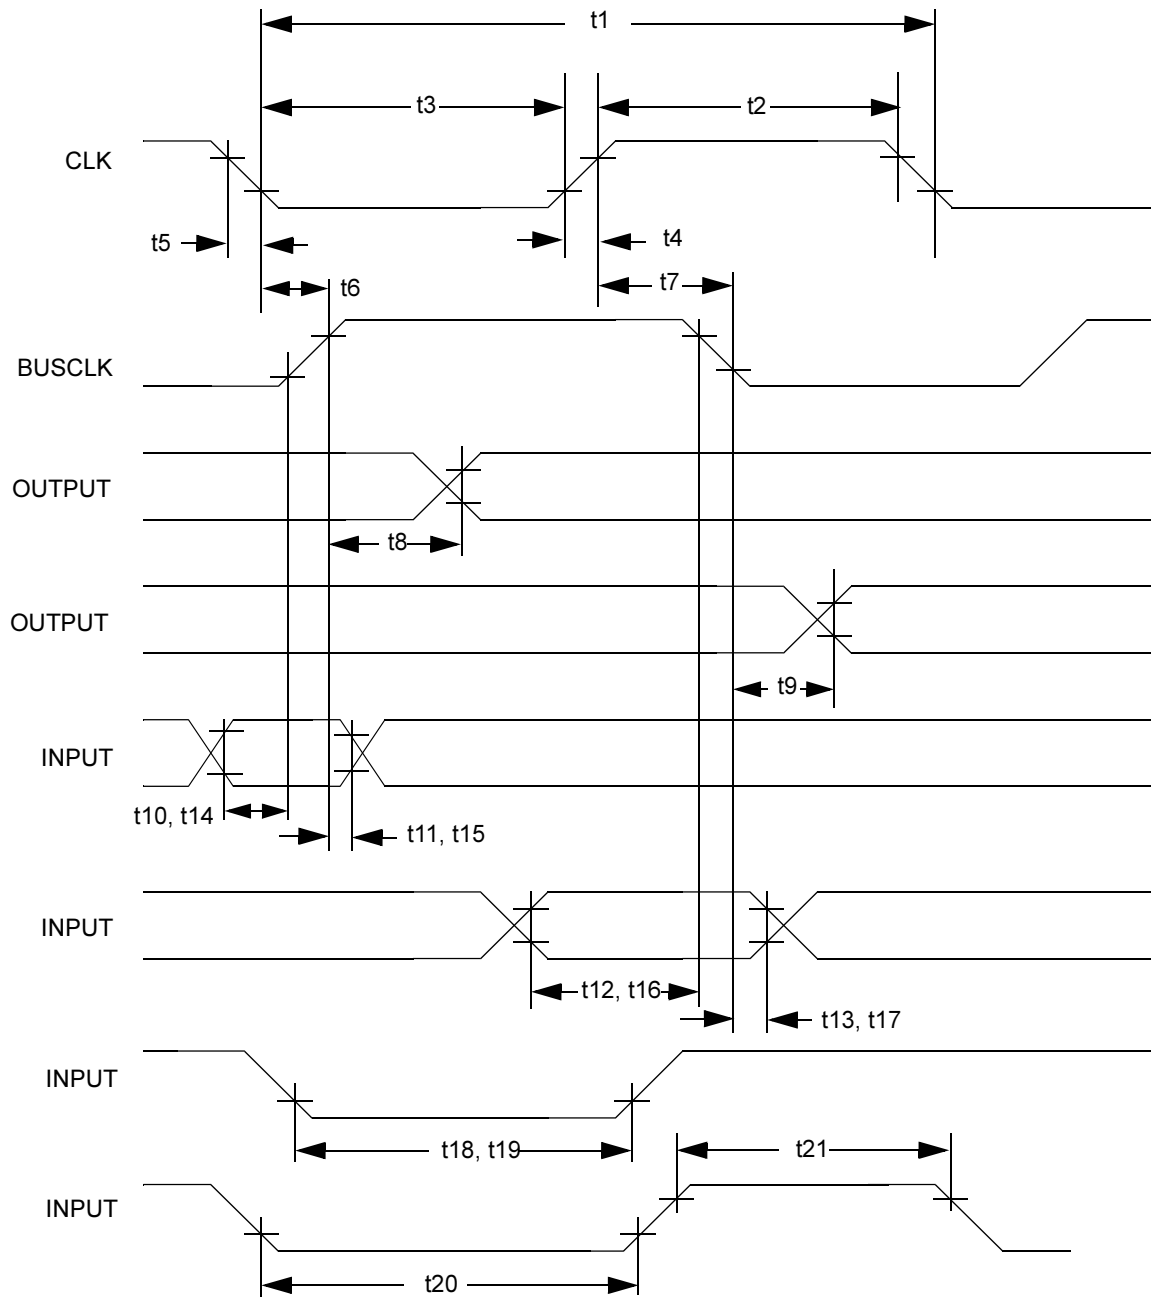 t1
t3
t2
CLK
t5
t4
t6
t7
BUSCLK
OUTPUT
t8
OUTPUT
t9
INPUT
t10, t14
t11, t15
INPUT
t12, t16
t13, t17
INPUT
t18, t19
t21
INPUT
t20